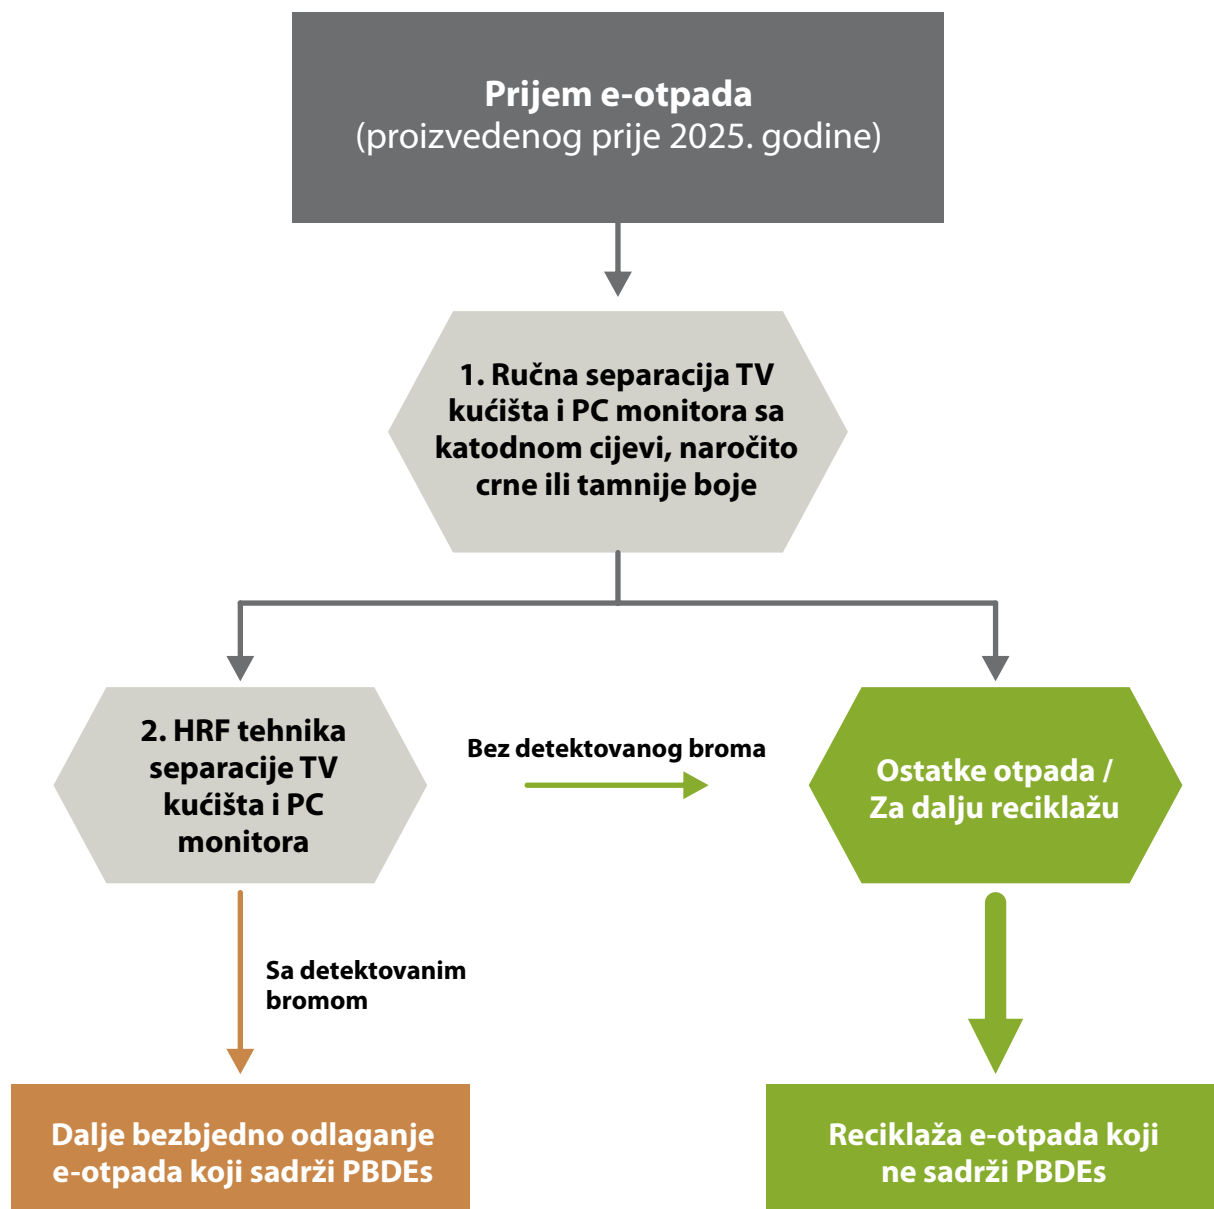 Prijem e-otpada
(proizvedenog prije 2025. godine)
1. Ručna separacija TV
kućišta i PC monitora sa
katodnom cijevi, naročito
crne ili tamnije boje
2. HRF tehnika
separacije TV
kućišta i PC
monitora
Bez detektovanog broma
Ostatke otpada /
Za dalju reciklažu
Sa detektovanim
bromom
Dalje bezbjedno odlaganje
e-otpada koji sadrži PBDEs
Reciklaža e-otpada koji
ne sadrži PBDEs